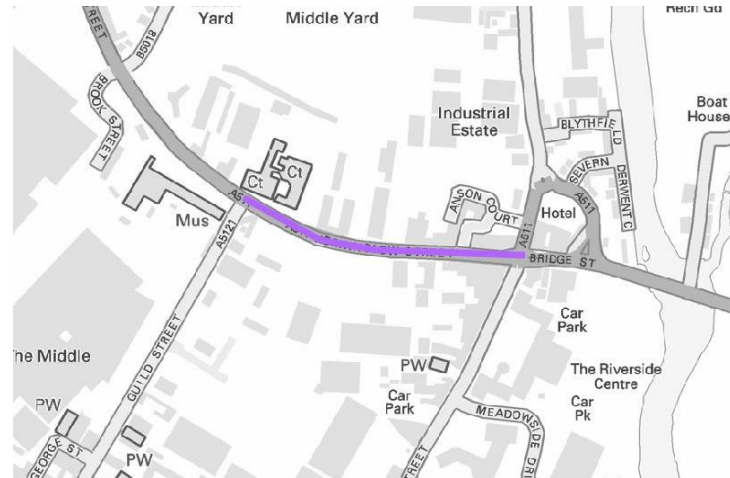 Yard
Middle Yard
Rech Gd
STREET
B5018
BROOK STREET
Industrial
Estate
Boat
House
BLYTHFIELD
Ct
Ct
SEVERN
DERWENT C
ANSON COURT
Mus
Hotel
A511
A511
A5121
BRIDGE ST
Car
Park
The Middle
GUILD STREET
PW
The Riverside
Centre
Car
Park
Car
Pk
PW
MEADOWSIDE DRI
STREET
PW
GEORGE ST